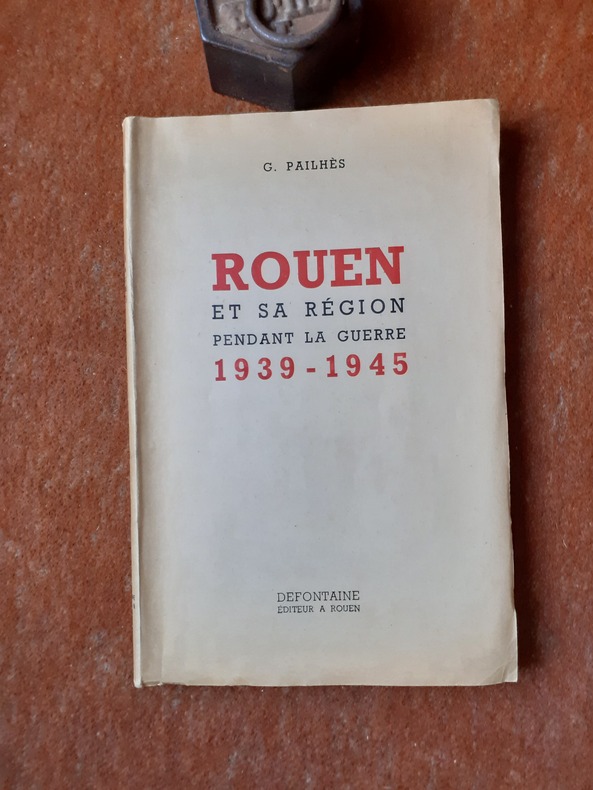 G. PAILHÈS
ROUEN
ET SA RÉGION
PENDANT LA GUERRE
1939-1945
DEFONTAINE
ÉDITEUR A ROUEN